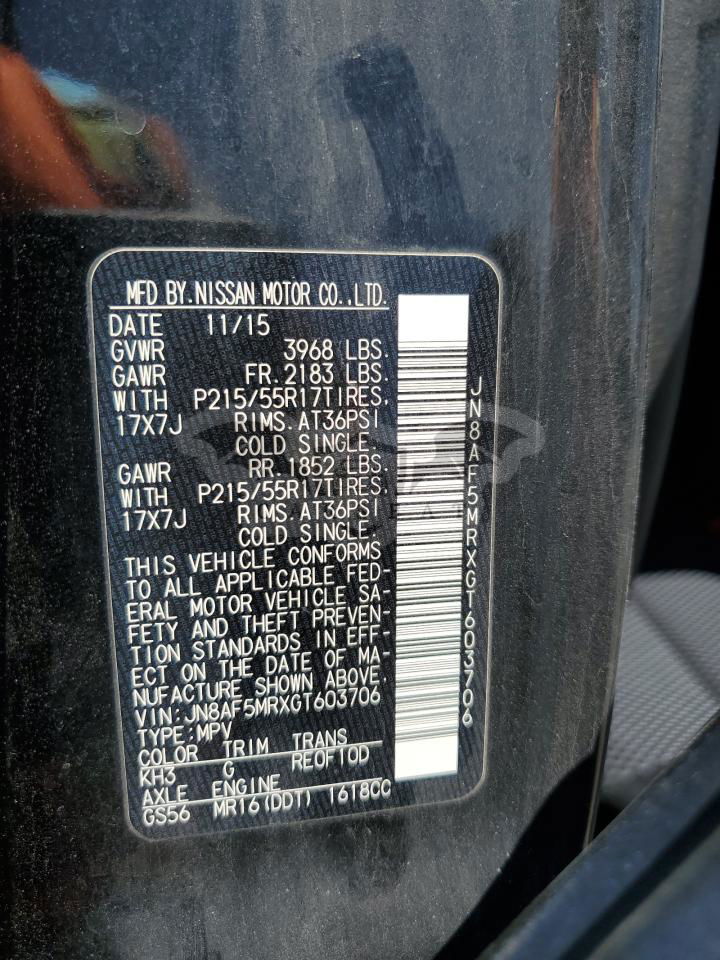 MFD BY.NISSAN MOTOR CO.,LTD.
DATE 11/15
GVWR 3968 LBS.
GAWR FR.2183 LBS.
WITH P215/55R17TIRES,
17X7J RIMS.AT36PSI
COLD SINGLE.
GAWR RR.1852 LBS.
WITH P215/55R17TIRES,
17X7J RIMS.AT36PSI
COLD SINGLE.
THIS VEHICLE CONFORMS
TO ALL APPLICABLE FED-
ERAL MOTOR VEHICLE SA-
FETY AND THEFT PREVEN-
TION STANDARDS IN EFF-
ECT ON THE DATE OF MA-
NUFACTURE SHOWN ABOVE.
VIN:JN8AF5MRXGT603706
TYPE:MPV
COLOR TRIM TRANS
KH3 G RE0F10D
AXLE ENGINE
GS56 MR16(DDT) 1618CC
JN8AF5MRXGT603706